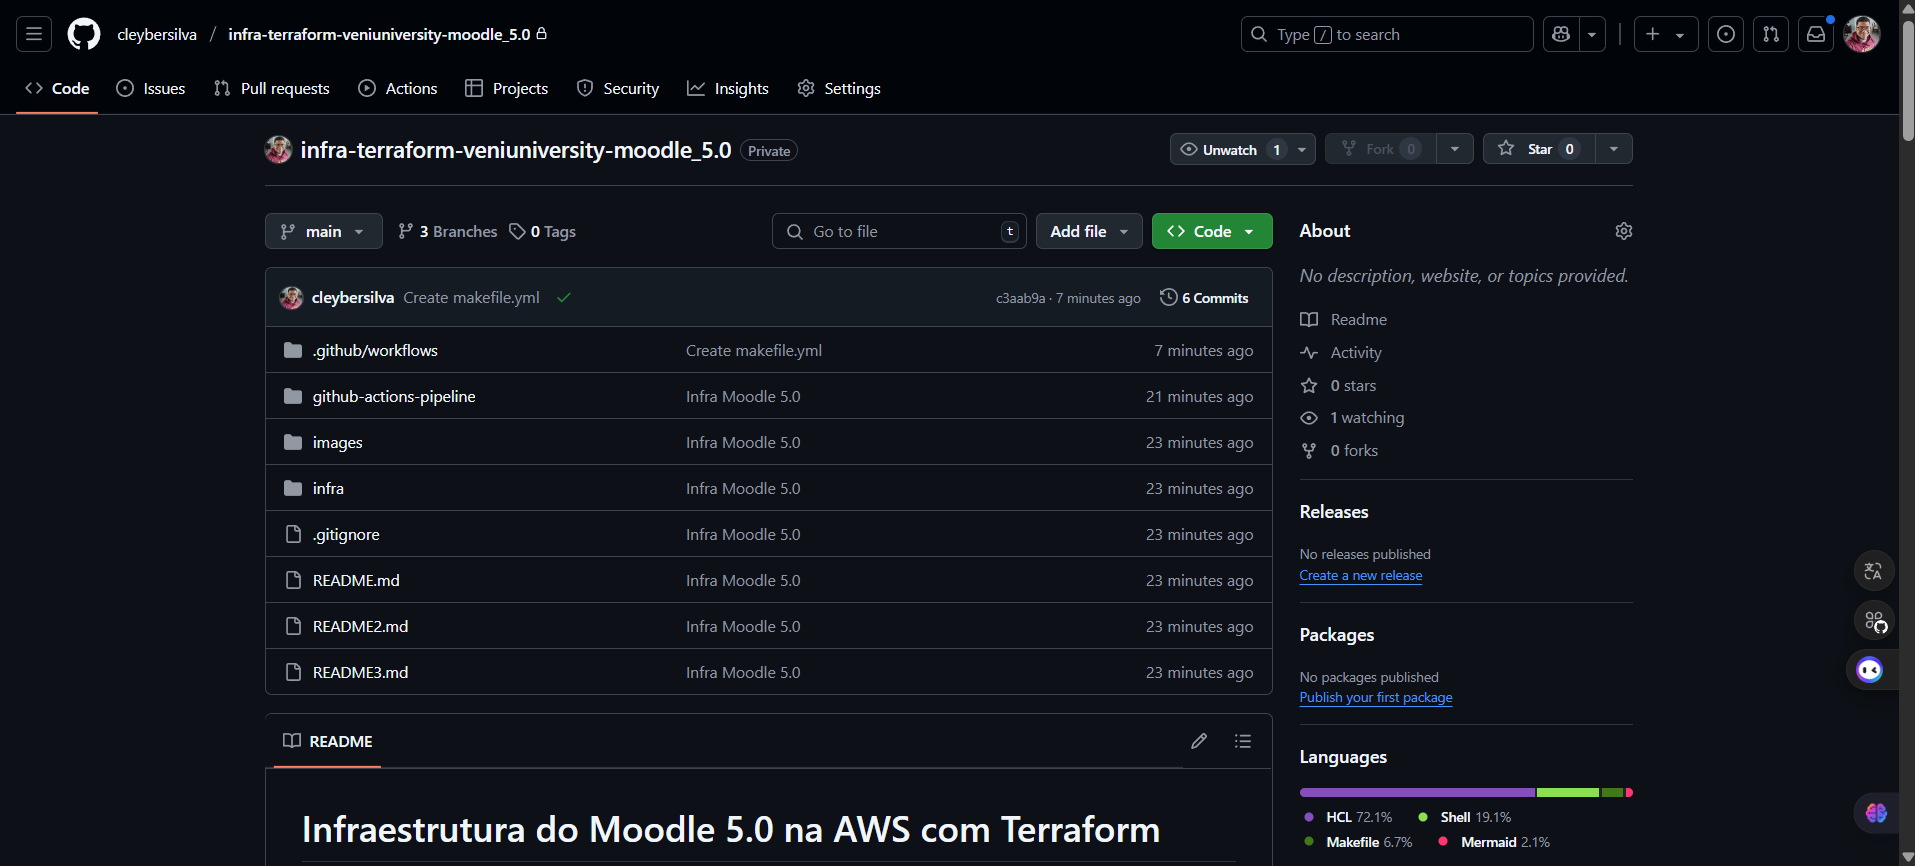 cleybersilva / infra-terraform-veniuniversity-moodle_5.0
Type / to search
Code
Issues
Pull requests
Actions
Projects
Security
Insights
Settings
infra-terraform-veniuniversity-moodle_5.0 Private
Unwatch 1
Fork 0
Star 0
main
3 Branches
0 Tags
Go to file t
Add file
Code
cleybersilva Create makefile.yml
c3aab9a · 7 minutes ago
6 Commits
.github/workflows Create makefile.yml 7 minutes ago
github-actions-pipeline Infra Moodle 5.0 21 minutes ago
images Infra Moodle 5.0 23 minutes ago
infra Infra Moodle 5.0 23 minutes ago
.gitignore Infra Moodle 5.0 23 minutes ago
README.md Infra Moodle 5.0 23 minutes ago
README2.md Infra Moodle 5.0 23 minutes ago
README3.md Infra Moodle 5.0 23 minutes ago
README
Infraestrutura do Moodle 5.0 na AWS com Terraform
About
No description, website, or topics provided.
Readme
Activity
0 stars
1 watching
0 forks
Releases
No releases published
Create a new release
Packages
No packages published
Publish your first package
Languages
HCL 72.1% Shell 19.1%
Makefile 6.7% Mermaid 2.1%